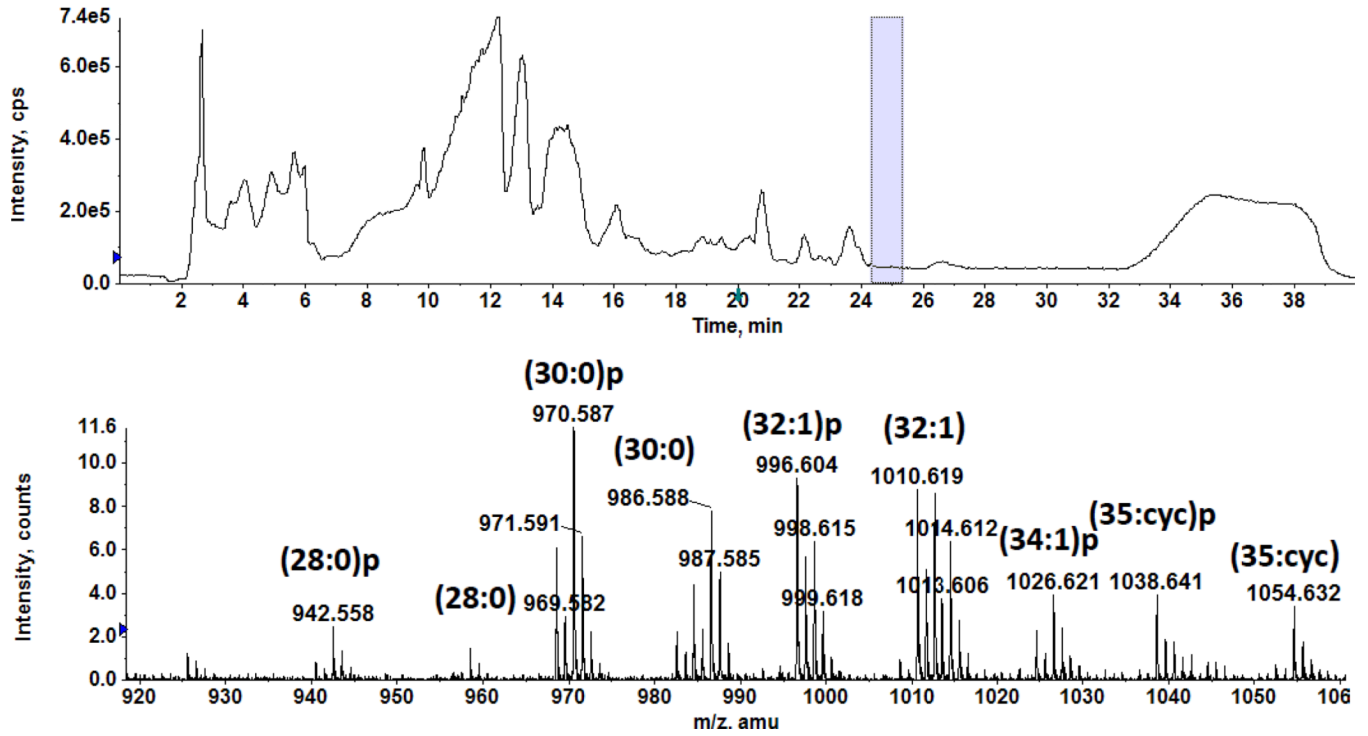 7.4e5
6.0e5
4.0e5
2.0e5
0.0
Intensity, cps
2 4 6 8 10 12 14 16 18 20 22 24 26 28 30 32 34 36 38
Time, min
(30:0)p
970.587
(30:0)
986.588
971.591
987.585
969.582
(28:0)p
942.558
(28:0)
(32:1)p
996.604
998.615
999.618
(32:1)
1010.619
1014.612
1013.606
(34:1)p
1026.621
(35:cyc)p
1038.641
(35:cyc)
1054.632
11.6
10.0
8.0
6.0
4.0
2.0
0.0
Intensity, counts
920 930 940 950 960 970 980 990 1000 1010 1020 1030 1040 1050 106
m/z, amu